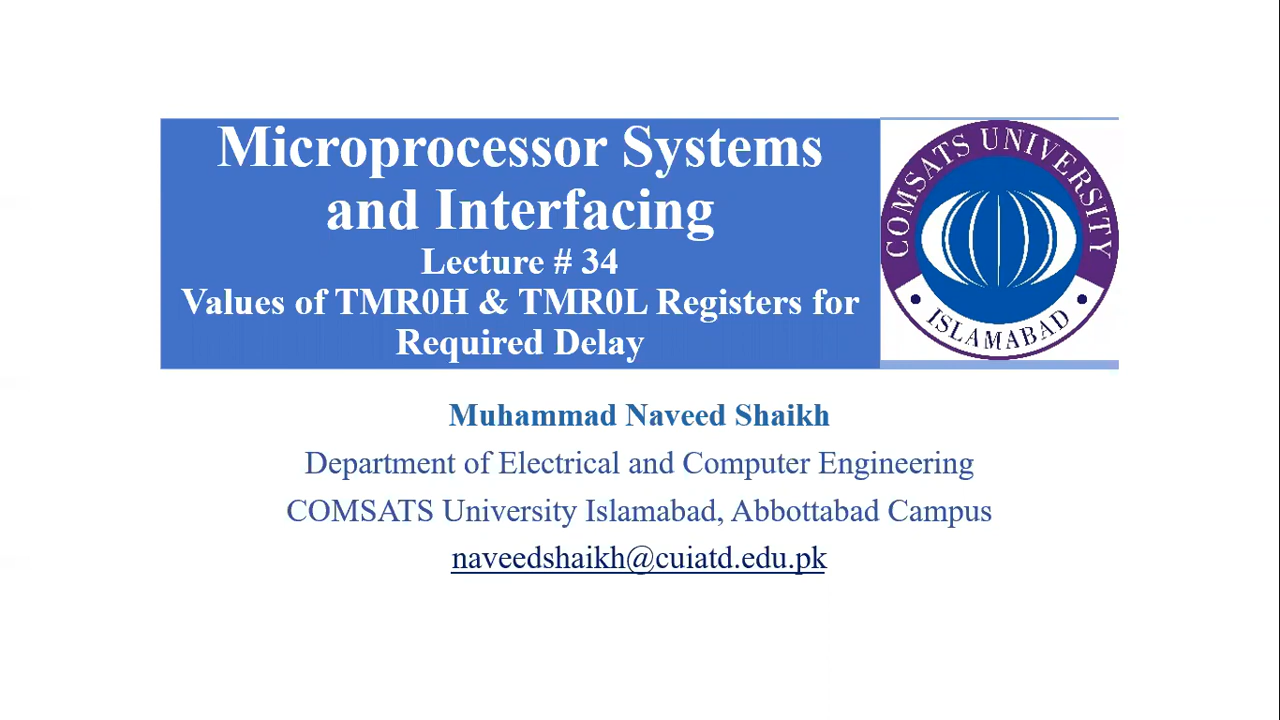 Microprocessor Systems
and Interfacing
Lecture # 34
Values of TMR0H & TMR0L Registers for
Required Delay
COMSATS UNIVERSITY
ISLAMABAD
Muhammad Naveed Shaikh
Department of Electrical and Computer Engineering
COMSATS University Islamabad, Abbottabad Campus
naveedshaikh@cuiatd.edu.pk